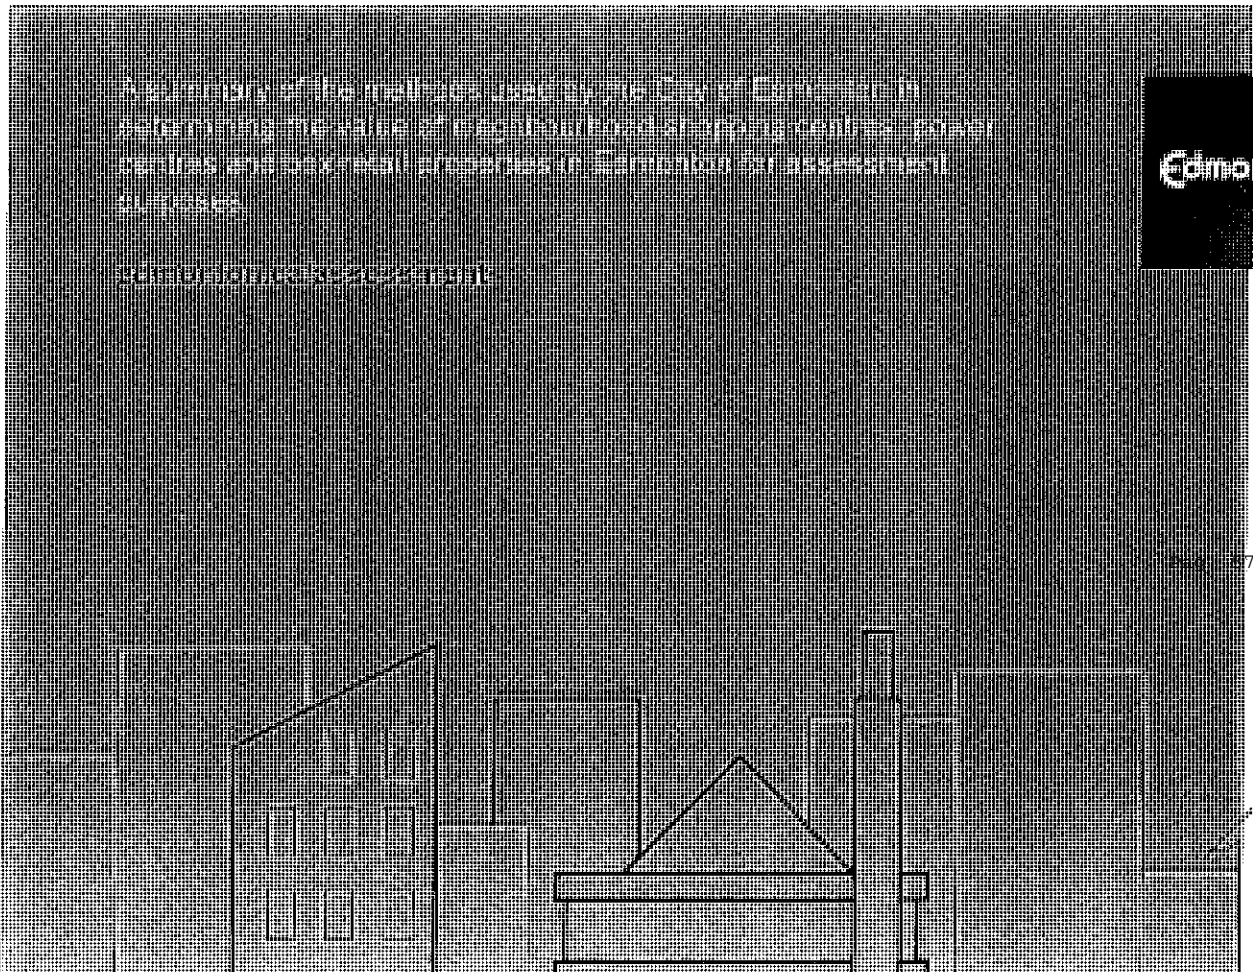 A summary of the methods used by the City of Edmonton in
determining the value of neighbourhood shopping centres, power
centres and box retail properties in Edmonton for assessment
purposes.
edmonton.ca/assessment
Edmo